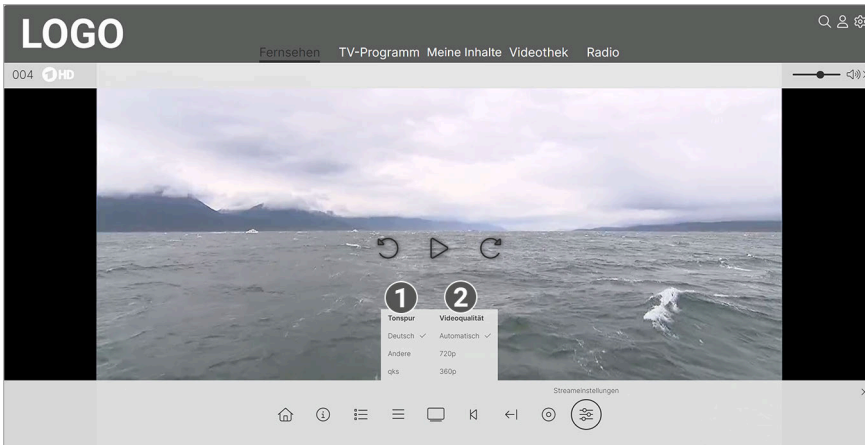 LOGO
Fernsehen TV-Programm Meine Inhalte Videothek Radio
004 1 HD
1 2
Tonspur Videoqualität
Deutsch Automatisch
Andere 720p
qks 360p
Streameinstellungen